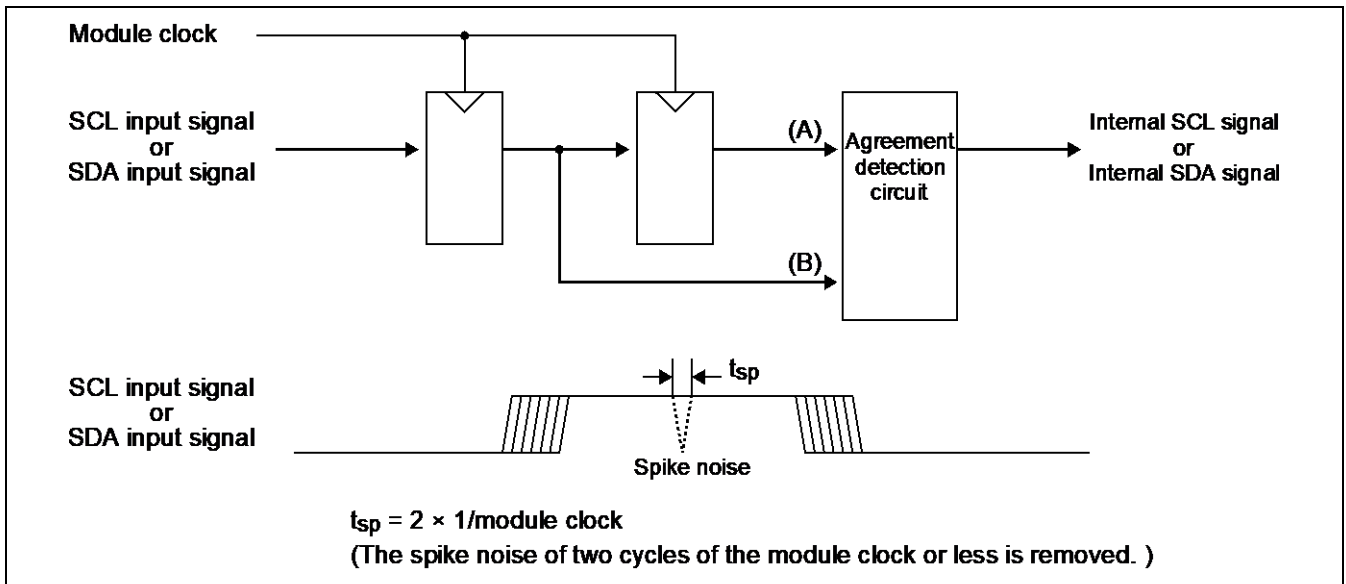 Module clock
SCL input signal
or
SDA input signal
(A)
(B)
Agreement
detection
circuit
Internal SCL signal
or
Internal SDA signal
SCL input signal
or
SDA input signal
tsp
Spike noise
tsp = 2 × 1/module clock
(The spike noise of two cycles of the module clock or less is removed. )